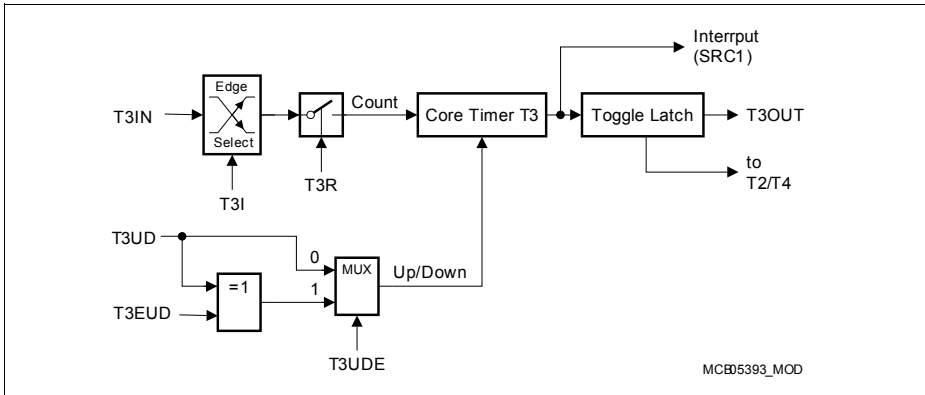 Interrput
(SRC1)
Edge
Select
T3IN
Count
Core Timer T3
Toggle Latch
T3OUT
T3R
T3I
to
T2/T4
T3UD
0
MUX
Up/Down
=1
1
T3EUD
T3UDE
MCB05393_MOD